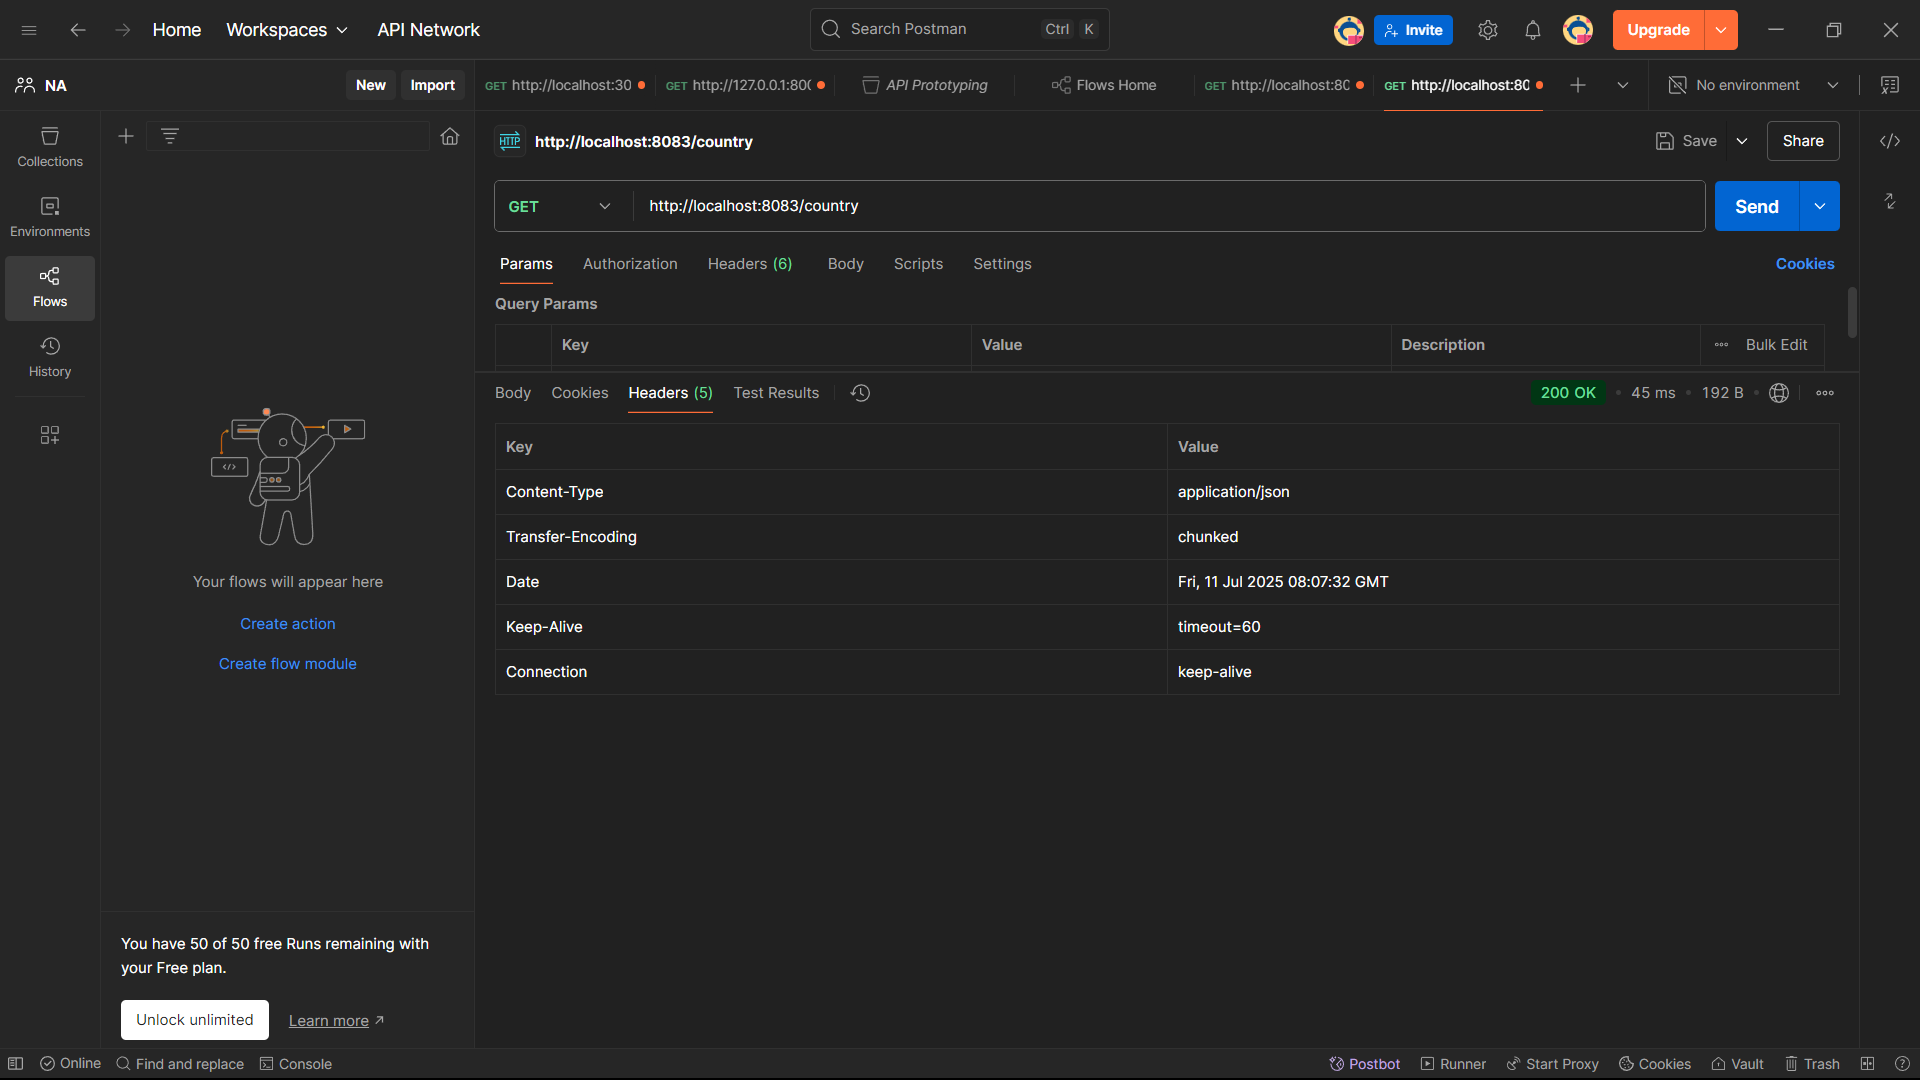 Home
Workspaces
API Network
Search Postman
Ctrl K
Invite
Upgrade
NA
New
Import
GET http://localhost:30
GET http://127.0.0.1:800
API Prototyping
Flows Home
GET http://localhost:80
GET http://localhost:80
No environment
Collections
Environments
Flows
History
HTTP
http://localhost:8083/country
Save
Share
GET
http://localhost:8083/country
Send
Params
Authorization
Headers (6)
Body
Scripts
Settings
Cookies
Query Params
Key
Value
Description
Bulk Edit
Body
Cookies
Headers (5)
Test Results
200 OK
45 ms
192 B
Key Value
Content-Type application/json
Transfer-Encoding chunked
Date Fri, 11 Jul 2025 08:07:32 GMT
Keep-Alive timeout=60
Connection keep-alive
Your flows will appear here
Create action
Create flow module
You have 50 of 50 free Runs remaining with
your Free plan.
Unlock unlimited
Learn more
Online
Find and replace
Console
Postbot
Runner
Start Proxy
Cookies
Vault
Trash